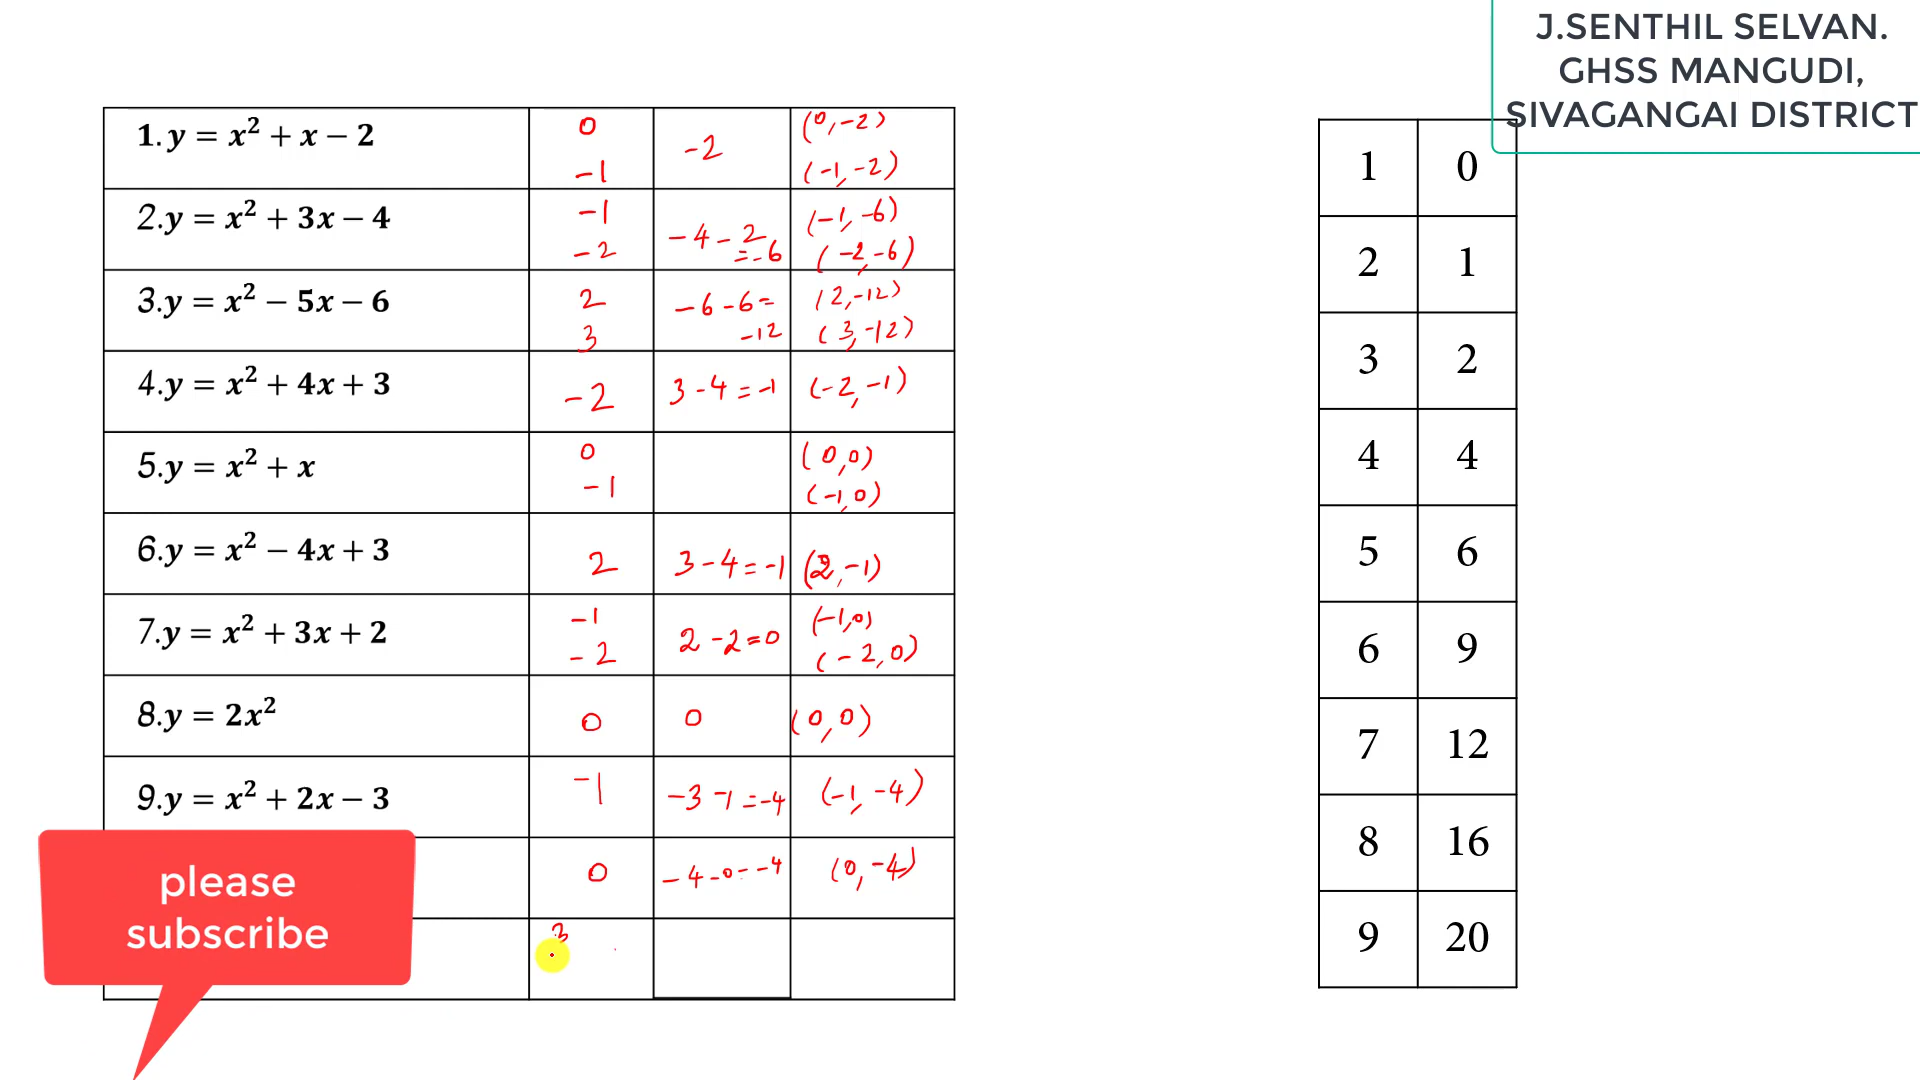 J.SENTHIL SELVAN.
GHSS MANGUDI,
SIVAGANGAI DISTRICT
1.y = x² + x − 2 0 -1 -2 (0,-2) (-1,-2)
2.y = x² + 3x − 4 -1 -2 -4-2 =-6 (-1,-6) (-2,-6)
3.y = x² − 5x − 6 2 3 -6-6= -12 (2,-12) (3,-12)
4.y = x² + 4x + 3 -2 3-4=-1 (-2,-1)
5.y = x² + x 0 -1 (0,0) (-1,0)
6.y = x² − 4x + 3 2 3-4=-1 (2,-1)
7.y = x² + 3x + 2 -1 -2 2-2=0 (-1,0) (-2,0)
8.y = 2x² 0 0 (0,0)
9.y = x² + 2x − 3 -1 -3-1=-4 (-1,-4)
0 -4-0=-4 (0,-4)
3
please
subscribe
1 0
2 1
3 2
4 4
5 6
6 9
7 12
8 16
9 20